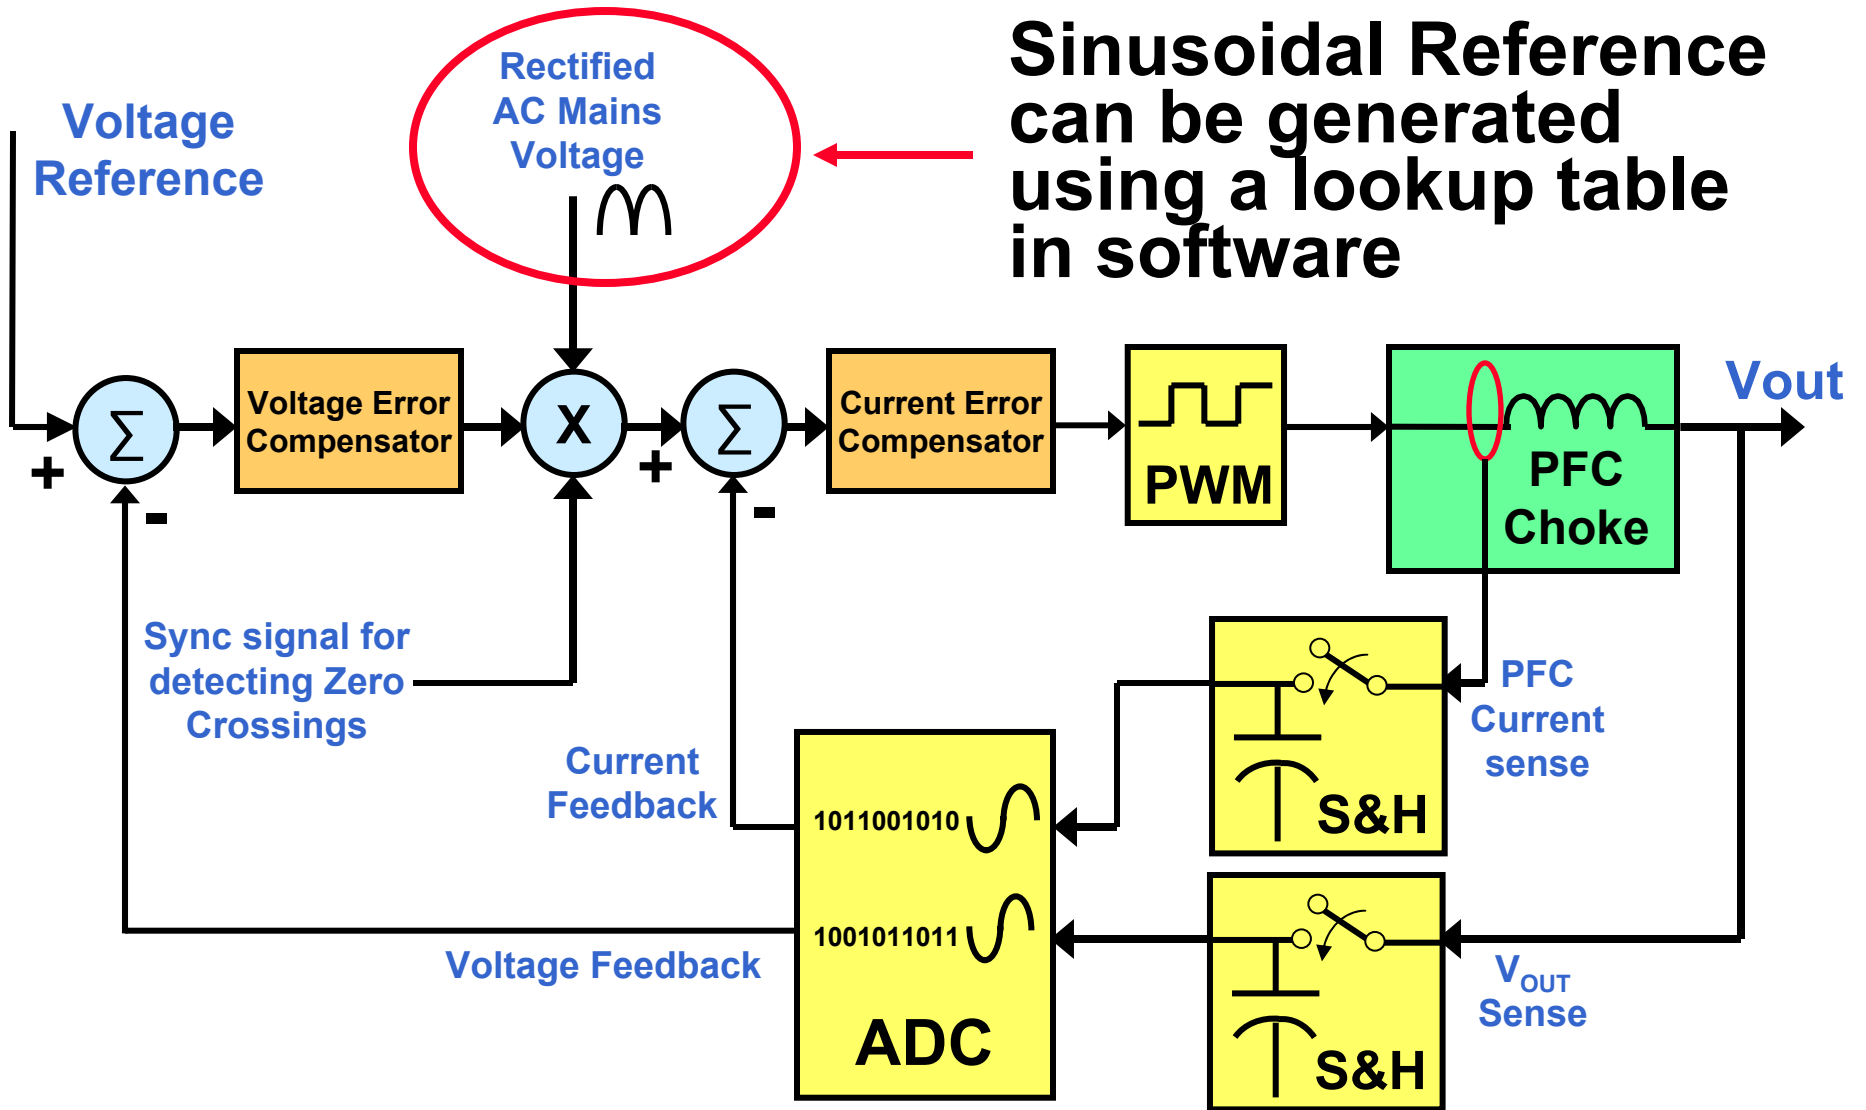 Sinusoidal Reference
can be generated
using a lookup table
in software
Rectified
AC Mains
Voltage
Voltage
Reference
Σ
+
-
Voltage Error
Compensator
X
+
Σ
-
Current Error
Compensator
PWM
PFC
Choke
Vout
Sync signal for
detecting Zero
Crossings
Current
Feedback
1011001010
1001011011
ADC
S&H
PFC
Current
sense
Voltage Feedback
S&H
VOUT
Sense